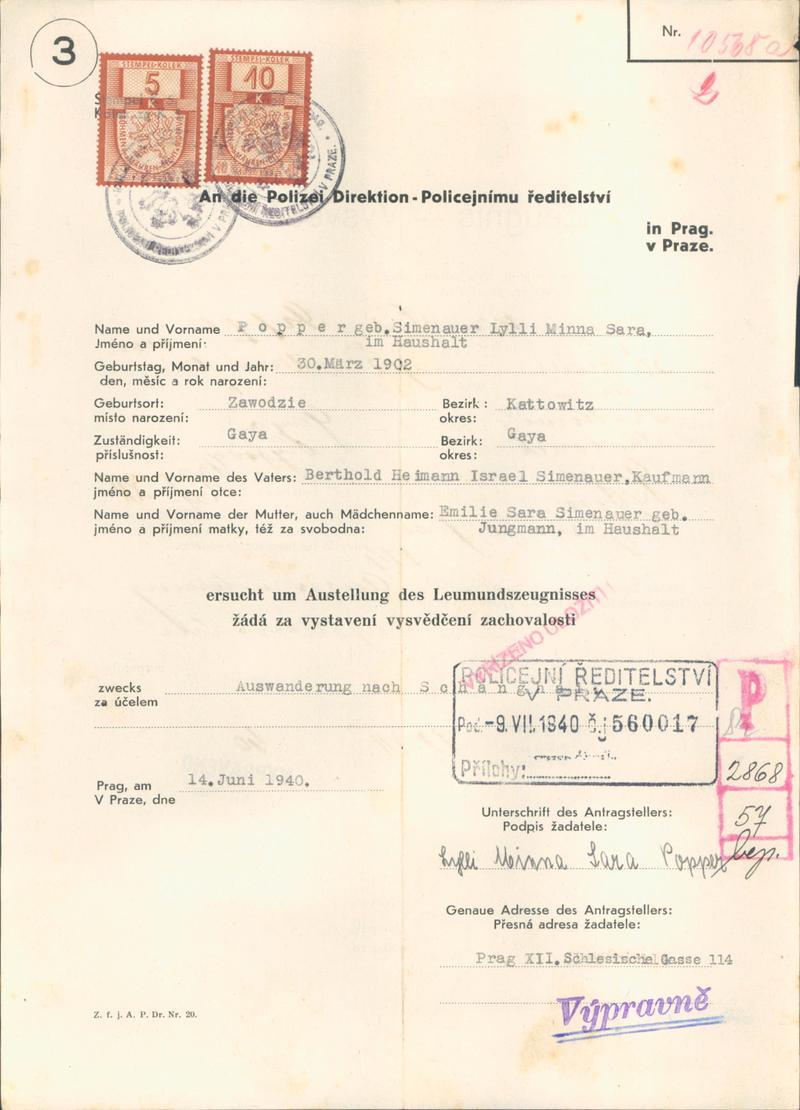 3
Nr. 10568a
2
STEMPEL-KOLEK
5
K
STEMPEL-KOLEK
10
K
An die Polizei Direktion - Policejnímu ředitelství
in Prag.
v Praze.
Name und Vorname P o p p e r geb.Simenauer Lylli Minna Sara,
Jméno a příjmení: im Haushalt
Geburtstag, Monat und Jahr: 30.März 1902
den, měsíc a rok narození:
Geburtsort: Zawodzie Bezirk: Kattowitz
místo narození: okres:
Zuständigkeit: Gaya Bezirk: Gaya
příslušnost: okres:
Name und Vorname des Vaters: Berthold Heimann Israel Simenauer,Kaufmann
jméno a příjmení otce:
Name und Vorname der Mutter, auch Mädchenname: Emilie Sara Simenauer geb.
jméno a příjmení matky, též za svobodna: Jungmann, im Haushalt
ersucht um Austellung des Leumundszeugnisses
žádá za vystavení vysvědčení zachovalosti
zwecks Auswanderung nach S c h a n g h a
za účelem
POLICEJNÍ ŘEDITELSTVÍ
V PRAZE.
Pod. -9.VII.1940 č.j. 560017
Přílohy:
P
2868
57
Prag, am 14.Juni 1940.
V Praze, dne
Unterschrift des Antragstellers:
Podpis žadatele:
Lylli Minna Sara Popper
Genaue Adresse des Antragstellers:
Přesná adresa žadatele:
Prag XII.Schlesische Gasse 114
Výpravně
Z. f. j. A. P. Dr. Nr. 20.